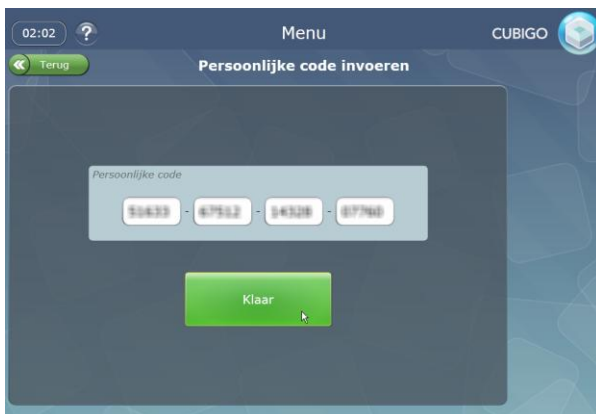 02:02 ? Menu CUBIGO
Terug Persoonlijke code invoeren
Persoonlijke code
- - -
Klaar